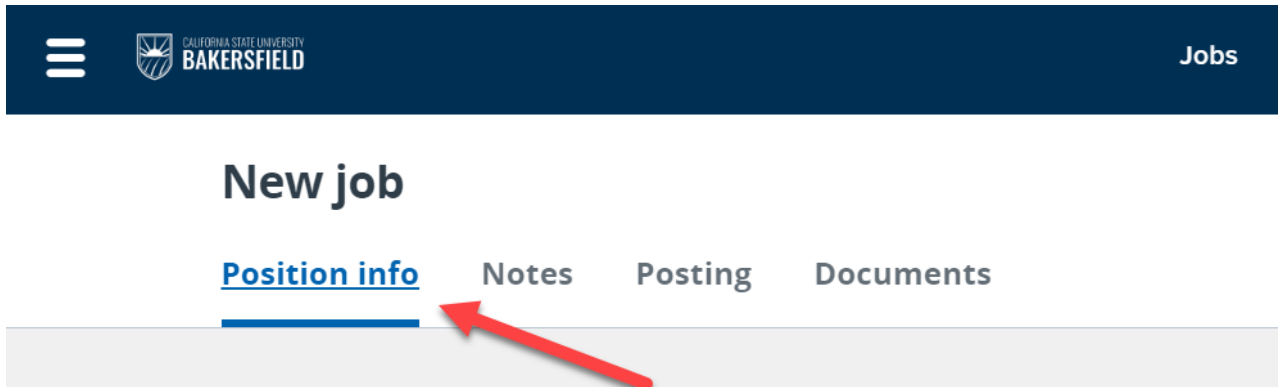 CALIFORNIA STATE UNIVERSITY
BAKERSFIELD
Jobs
New job
Position info Notes Posting Documents